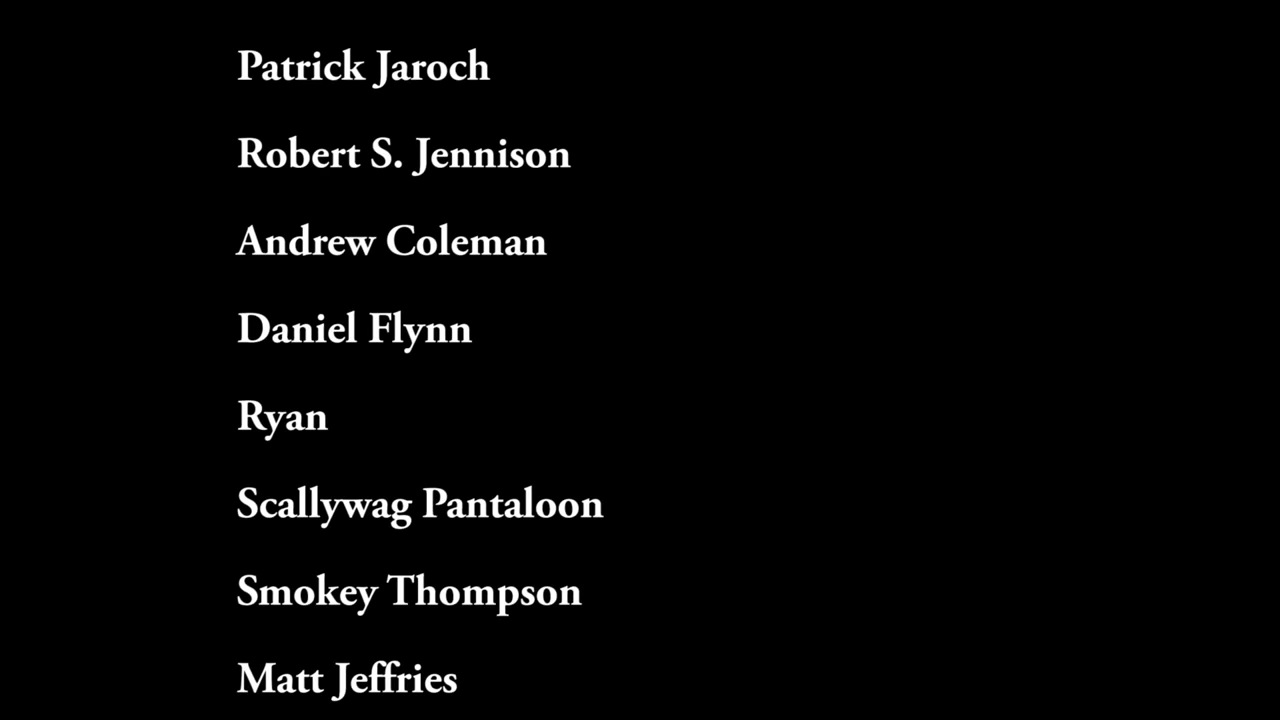 Patrick Jaroch
Robert S. Jennison
Andrew Coleman
Daniel Flynn
Ryan
Scallywag Pantaloon
Smokey Thompson
Matt Jeffries